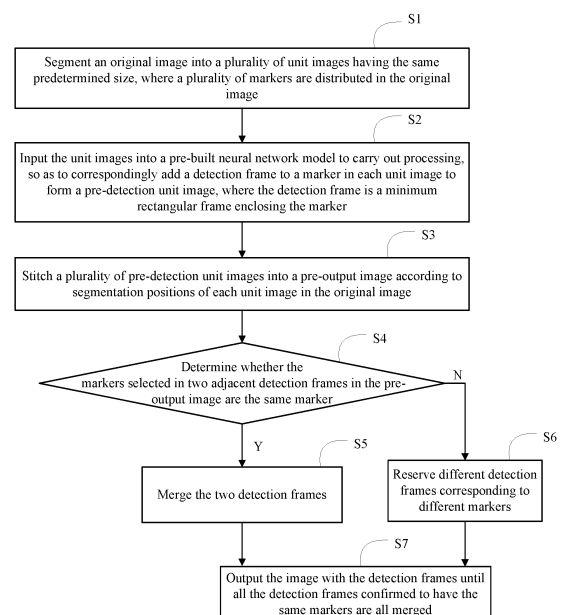 S1
Segment an original image into a plurality of unit images having the same
predetermined size, where a plurality of markers are distributed in the original
image
S2
Input the unit images into a pre-built neural network model to carry out processing,
so as to correspondingly add a detection frame to a marker in each unit image to
form a pre-detection unit image, where the detection frame is a minimum
rectangular frame enclosing the marker
S3
Stitch a plurality of pre-detection unit images into a pre-output image according to
segmentation positions of each unit image in the original image
S4
Determine whether the
markers selected in two adjacent detection frames in the pre-
output image are the same marker
N
Y
S5
Merge the two detection frames
S6
Reserve different detection
frames corresponding to
different markers
S7
Output the image with the detection frames until
all the detection frames confirmed to have the
same markers are all merged